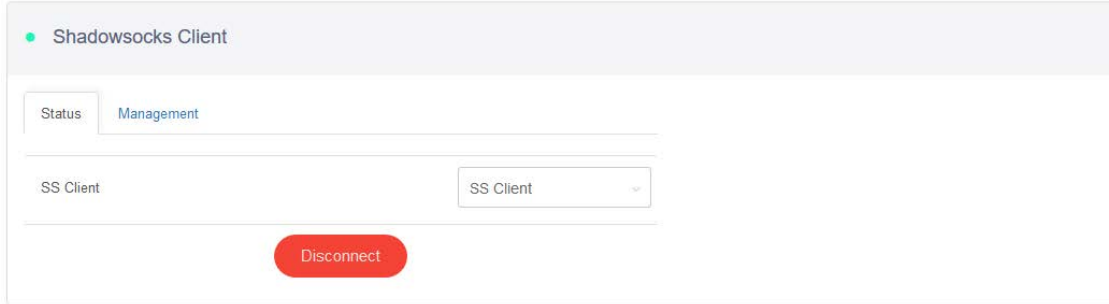 Shadowsocks Client
Status Management
SS Client SS Client
Disconnect